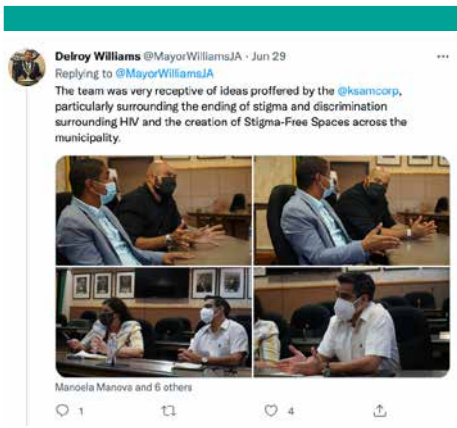 Delroy Williams @MayorWilliamsJA · Jun 29
Replying to @MayorWilliamsJA
The team was very receptive of ideas proffered by the @ksamcorp,
particularly surrounding the ending of stigma and discrimination
surrounding HIV and the creation of Stigma-Free Spaces across the
municipality.
Manoela Manova and 6 others
1
4